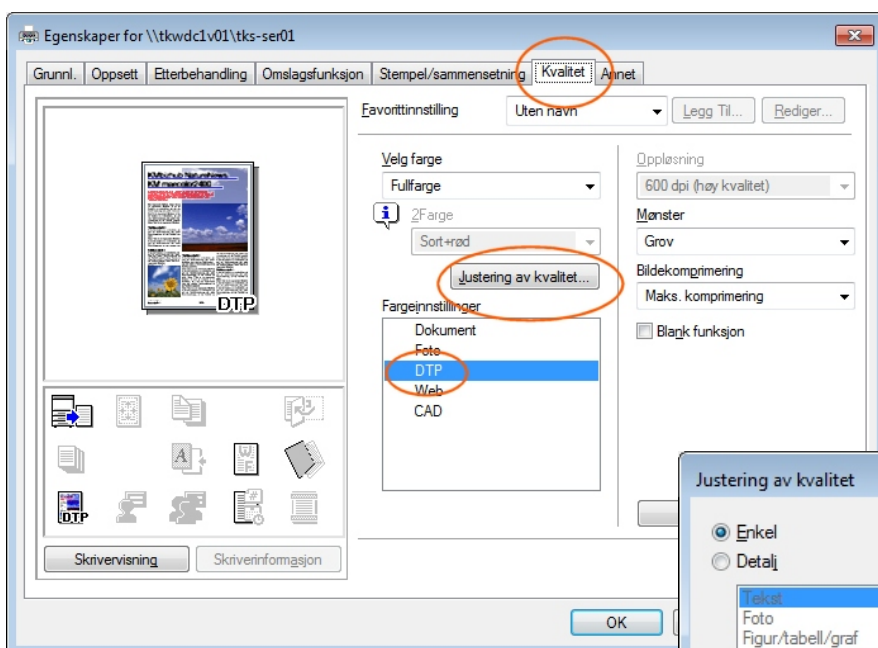 Egenskaper for \\tkwdc1v01\tks-ser01
Grunnl. Oppsett Etterbehandling Omslagsfunksjon Stempel/sammensetning Kvalitet Annet
Favorittinnstilling Uten navn Legg Til... Rediger...
Velg farge
Fullfarge
2Farge
Sort+rød
Justering av kvalitet...
Fargeinnstillinger
Dokument
Foto
DTP
Web
CAD
Oppløsning
600 dpi (høy kvalitet)
Mønster
Grov
Bildekomprimering
Maks. komprimering
Blank funksjon
DTP
DTP
Skrivervisning Skriverinformasjon
OK
Justering av kvalitet
Enkel
Detalj
Tekst
Foto
Figur/tabell/graf